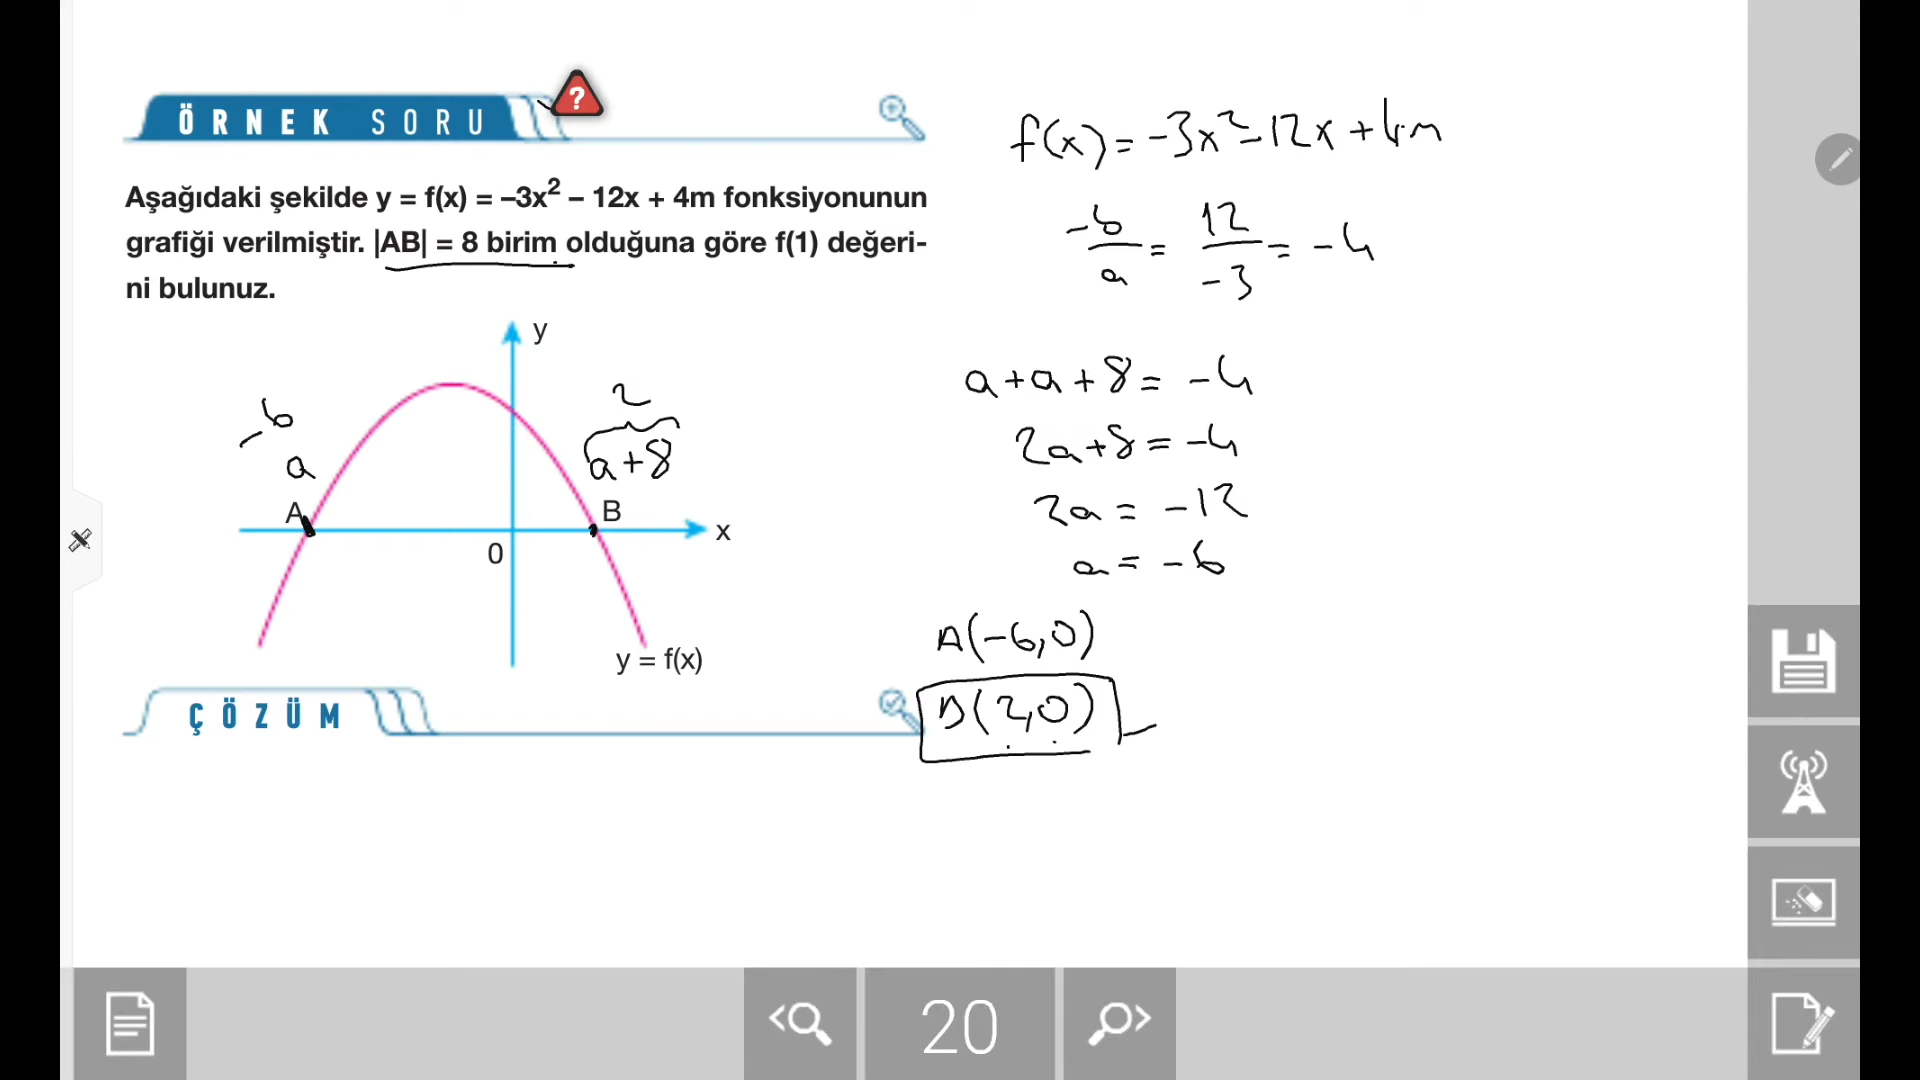 ÖRNEK SORU
?
Aşağıdaki şekilde y = f(x) = –3x² – 12x + 4m fonksiyonunun
grafiği verilmiştir. |AB| = 8 birim olduğuna göre f(1) değeri-
ni bulunuz.
y
2
-6
a
a+8
A
B
x
0
y = f(x)
ÇÖZÜM
f(x) = -3x² - 12x + 4·m
-b/a = 12/-3 = -4
a+a+8 = -4
2a+8 = -4
2a = -12
a = -6
A(-6,0)
B(2,0)
20